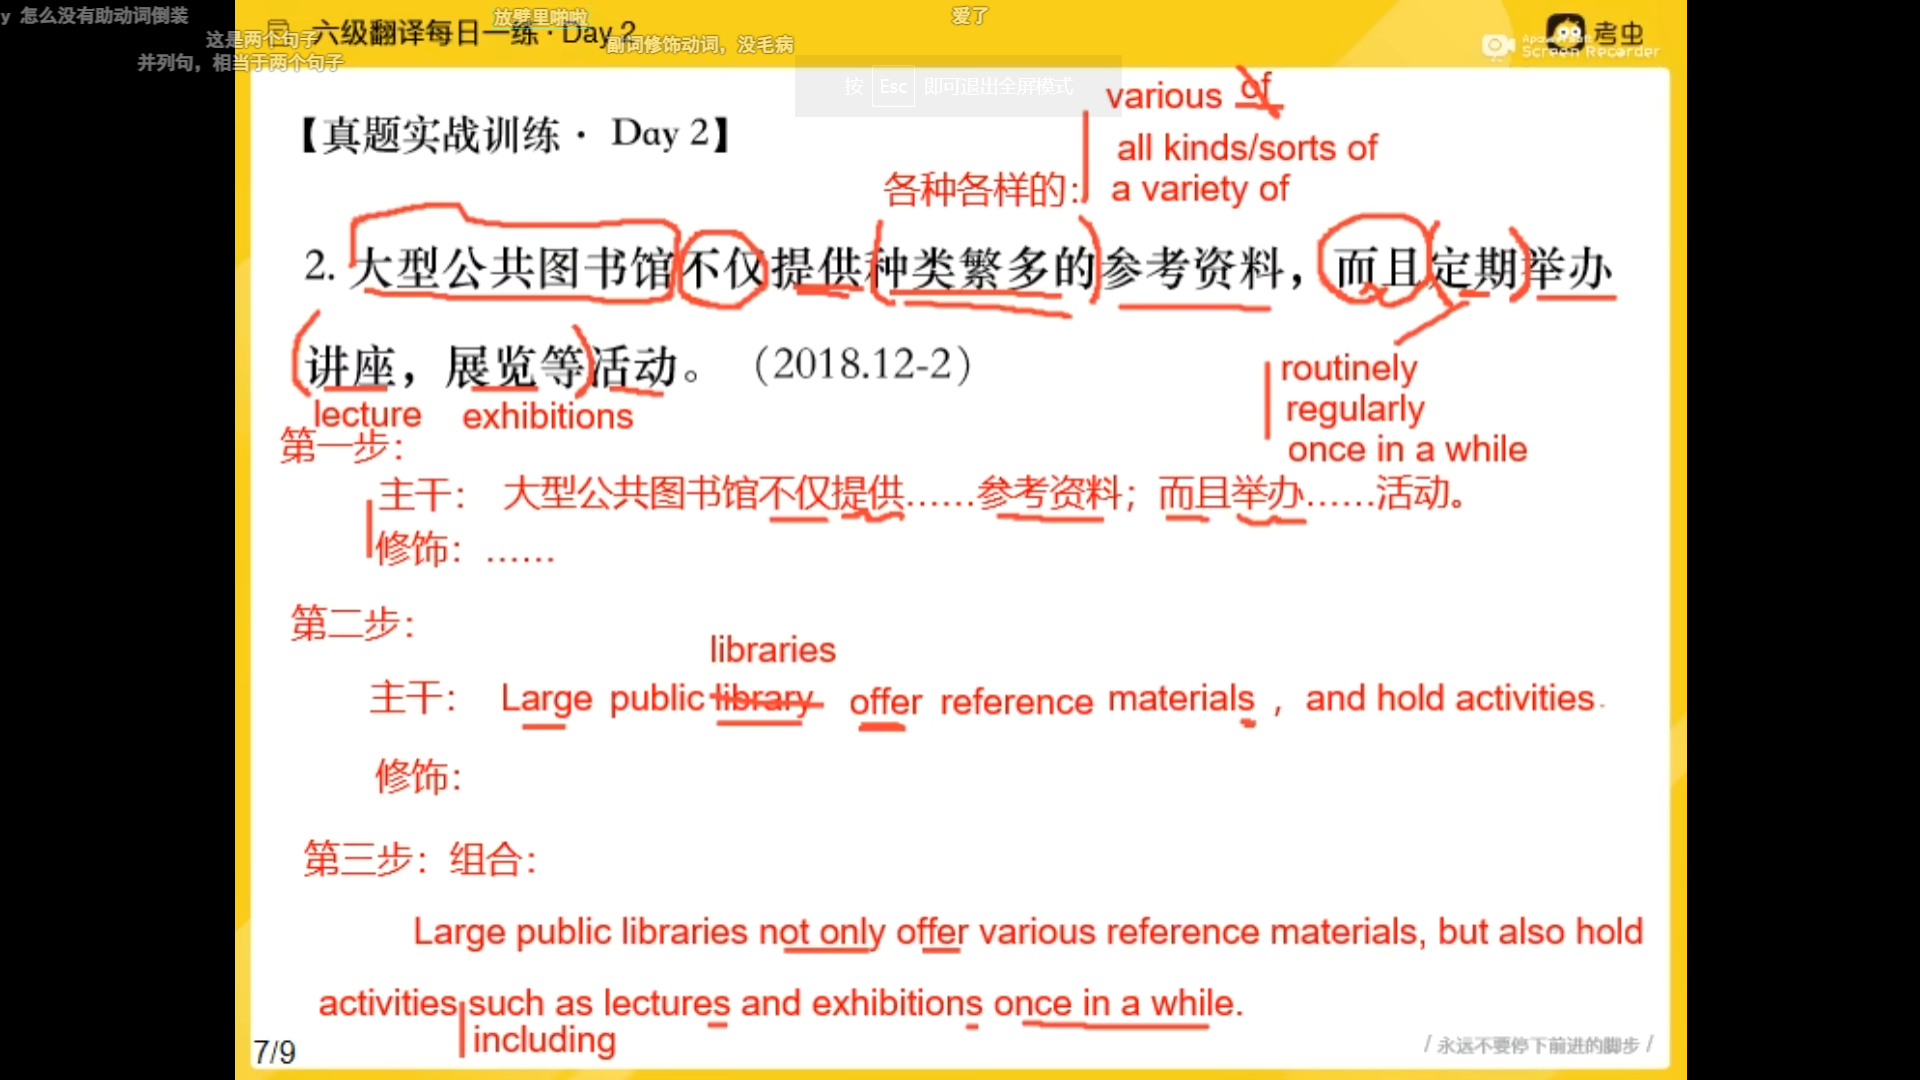 y 怎么没有助动词倒装
放劈里啪啦
爱了
这是两个句子
副词修饰动词，没毛病
并列句，相当于两个句子
六级翻译每日一练 · Day 2
考虫
Screen Recorder
按 Esc 即可退出全屏模式
various of
【真题实战训练 · Day 2】
all kinds/sorts of
各种各样的: a variety of
2. 大型公共图书馆不仅提供种类繁多的参考资料，而且定期举办
讲座，展览等活动。（2018.12-2）
routinely
lecture exhibitions
regularly
第一步：
once in a while
主干： 大型公共图书馆不仅提供……参考资料；而且举办……活动。
修饰：……
第二步：
libraries
主干： Large public library offer reference materials , and hold activities.
修饰：
第三步：组合：
Large public libraries not only offer various reference materials, but also hold
activities such as lectures and exhibitions once in a while.
including
7/9
/ 永远不要停下前进的脚步 /